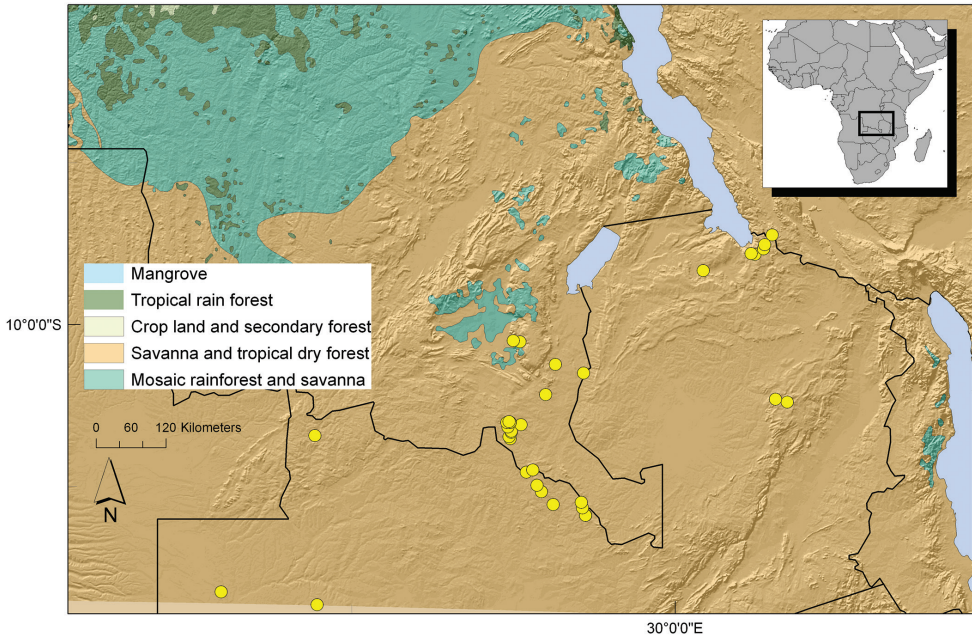 Mangrove
Tropical rain forest
10°0'0"S
Crop land and secondary forest
Savanna and tropical dry forest
Mosaic rainforest and savanna
0 60 120 Kilometers
N
30°0'0"E